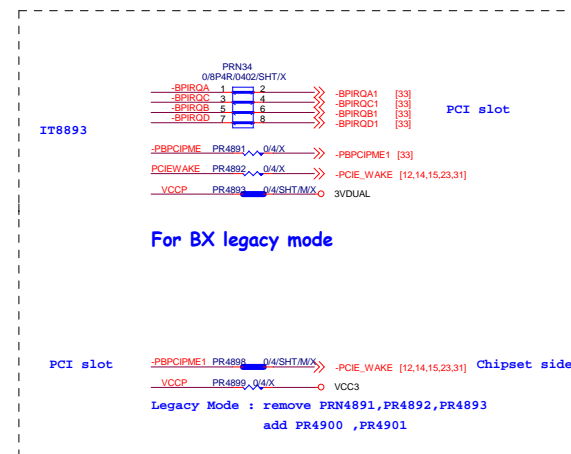 PRN34
0/8P4R/0402/SHT/X
-BPIRQA 1 2 -BPIRQA1 [33]
-BPIRQC 3 4 -BPIRQC1 [33]
-BPIRQB 5 6 -BPIRQB1 [33]
-BPIRQD 7 8 -BPIRQD1 [33]
PCI slot
IT8893
-PBPCIPME PR4891 0/4/X -PBPCIPME1 [33]
PCIEWAKE PR4892 0/4/X -PCIE_WAKE [12,14,15,23,31]
VCCP PR4893 0/4/SHT/M/X 3VDUAL
For BX legacy mode
PCI slot -PBPCIPME1 PR4898 0/4/SHT/M/X -PCIE_WAKE [12,14,15,23,31] Chipset side
VCCP PR4899 0/4/X VCC3
Legacy Mode : remove PRN4891,PR4892,PR4893
add PR4900 ,PR4901